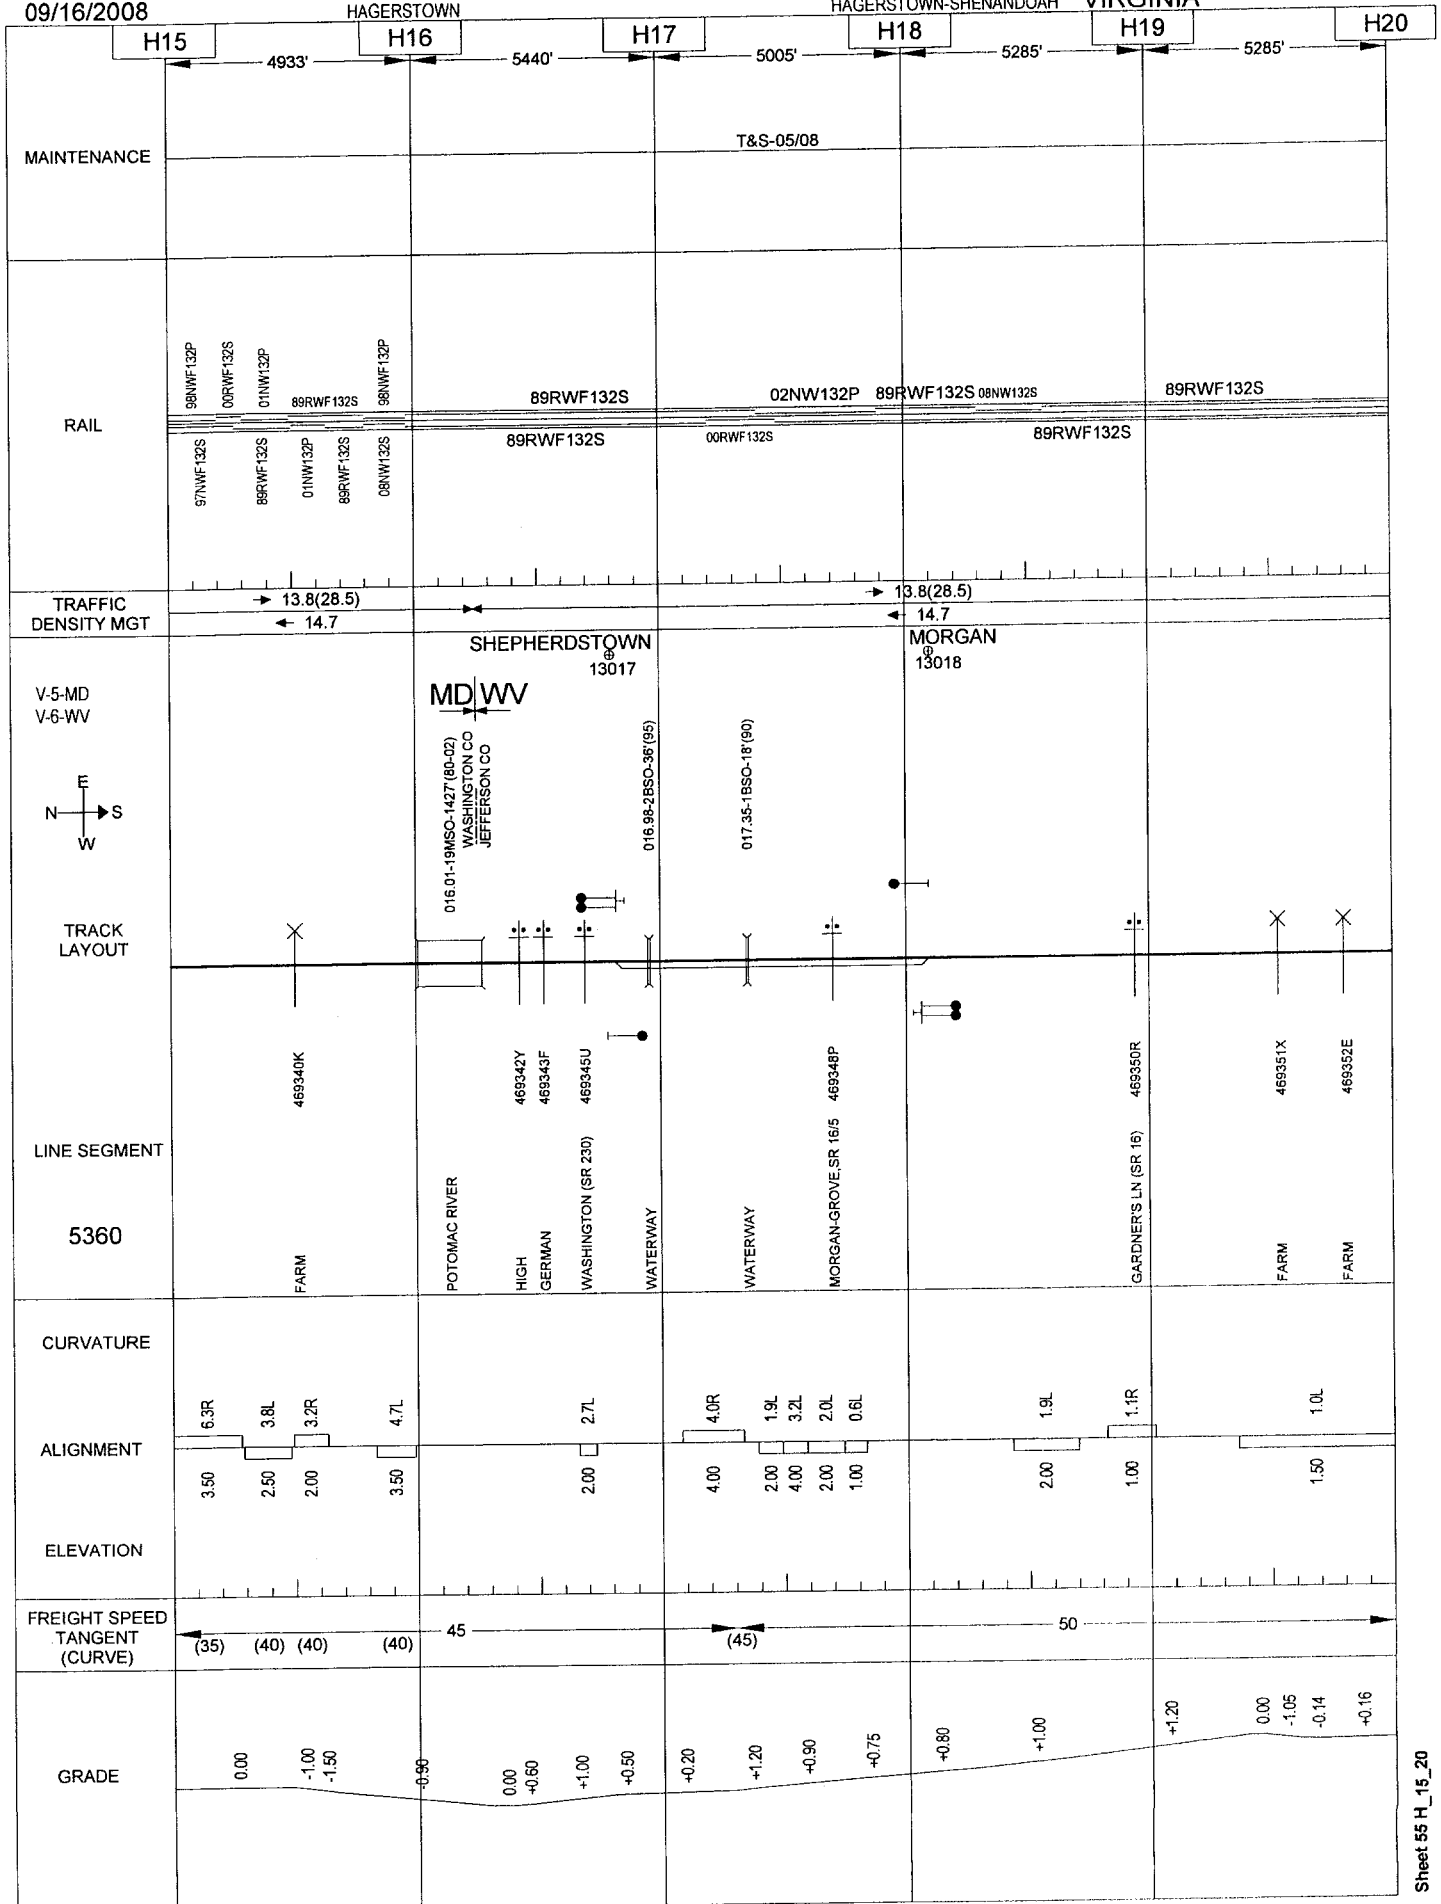 09/16/2008
HAGERSTOWN
HAGERSTOWN-SHENANDOAH VIRGINIA
H15
H16
H17
H18
H19
H20
4933'
5440'
5005'
5285'
5285'
MAINTENANCE
T&S-05/08
RAIL
98NWF132P
00RWF132S
01NW132P
89RWF132S
98NWF132P
89RWF132S
02NW132P
89RWF132S
08NW132S
89RWF132S
97NWF132S
89RWF132S
01NW132P
89RWF132S
08NW132S
89RWF132S
00RWF132S
89RWF132S
TRAFFIC
DENSITY MGT
13.8(28.5)
14.7
13.8(28.5)
14.7
SHEPHERDSTOWN
13017
MORGAN
13018
V-5-MD
V-6-WV
MD WV
E
N S
W
016.01-19MSO-1427'(80-02)
WASHINGTON CO
JEFFERSON CO
016.98-2BSO-36'(95)
017.35-1BSO-18'(90)
TRACK
LAYOUT
469340K
469342Y
469343F
469345U
469348P
469350R
469351X
469352E
LINE SEGMENT
5360
FARM
POTOMAC RIVER
HIGH
GERMAN
WASHINGTON (SR 230)
WATERWAY
WATERWAY
MORGAN-GROVE,SR 16/5
GARDNER'S LN (SR 16)
FARM
FARM
CURVATURE
6.3R
3.8L
3.2R
4.7L
2.7L
4.0R
1.9L
3.2L
2.0L
0.6L
1.9L
1.1R
1.0L
ALIGNMENT
3.50
2.50
2.00
3.50
2.00
4.00
2.00
4.00
2.00
1.00
2.00
1.00
1.50
ELEVATION
FREIGHT SPEED
TANGENT
(CURVE)
45
50
(35)
(40)
(40)
(40)
(45)
GRADE
0.00
-1.00
-1.50
-0.90
0.00
+0.60
+1.00
+0.50
+0.20
+1.20
+0.90
+0.75
+0.80
+1.00
+1.20
0.00
-1.05
-0.14
+0.16
Sheet 55 H_15_20